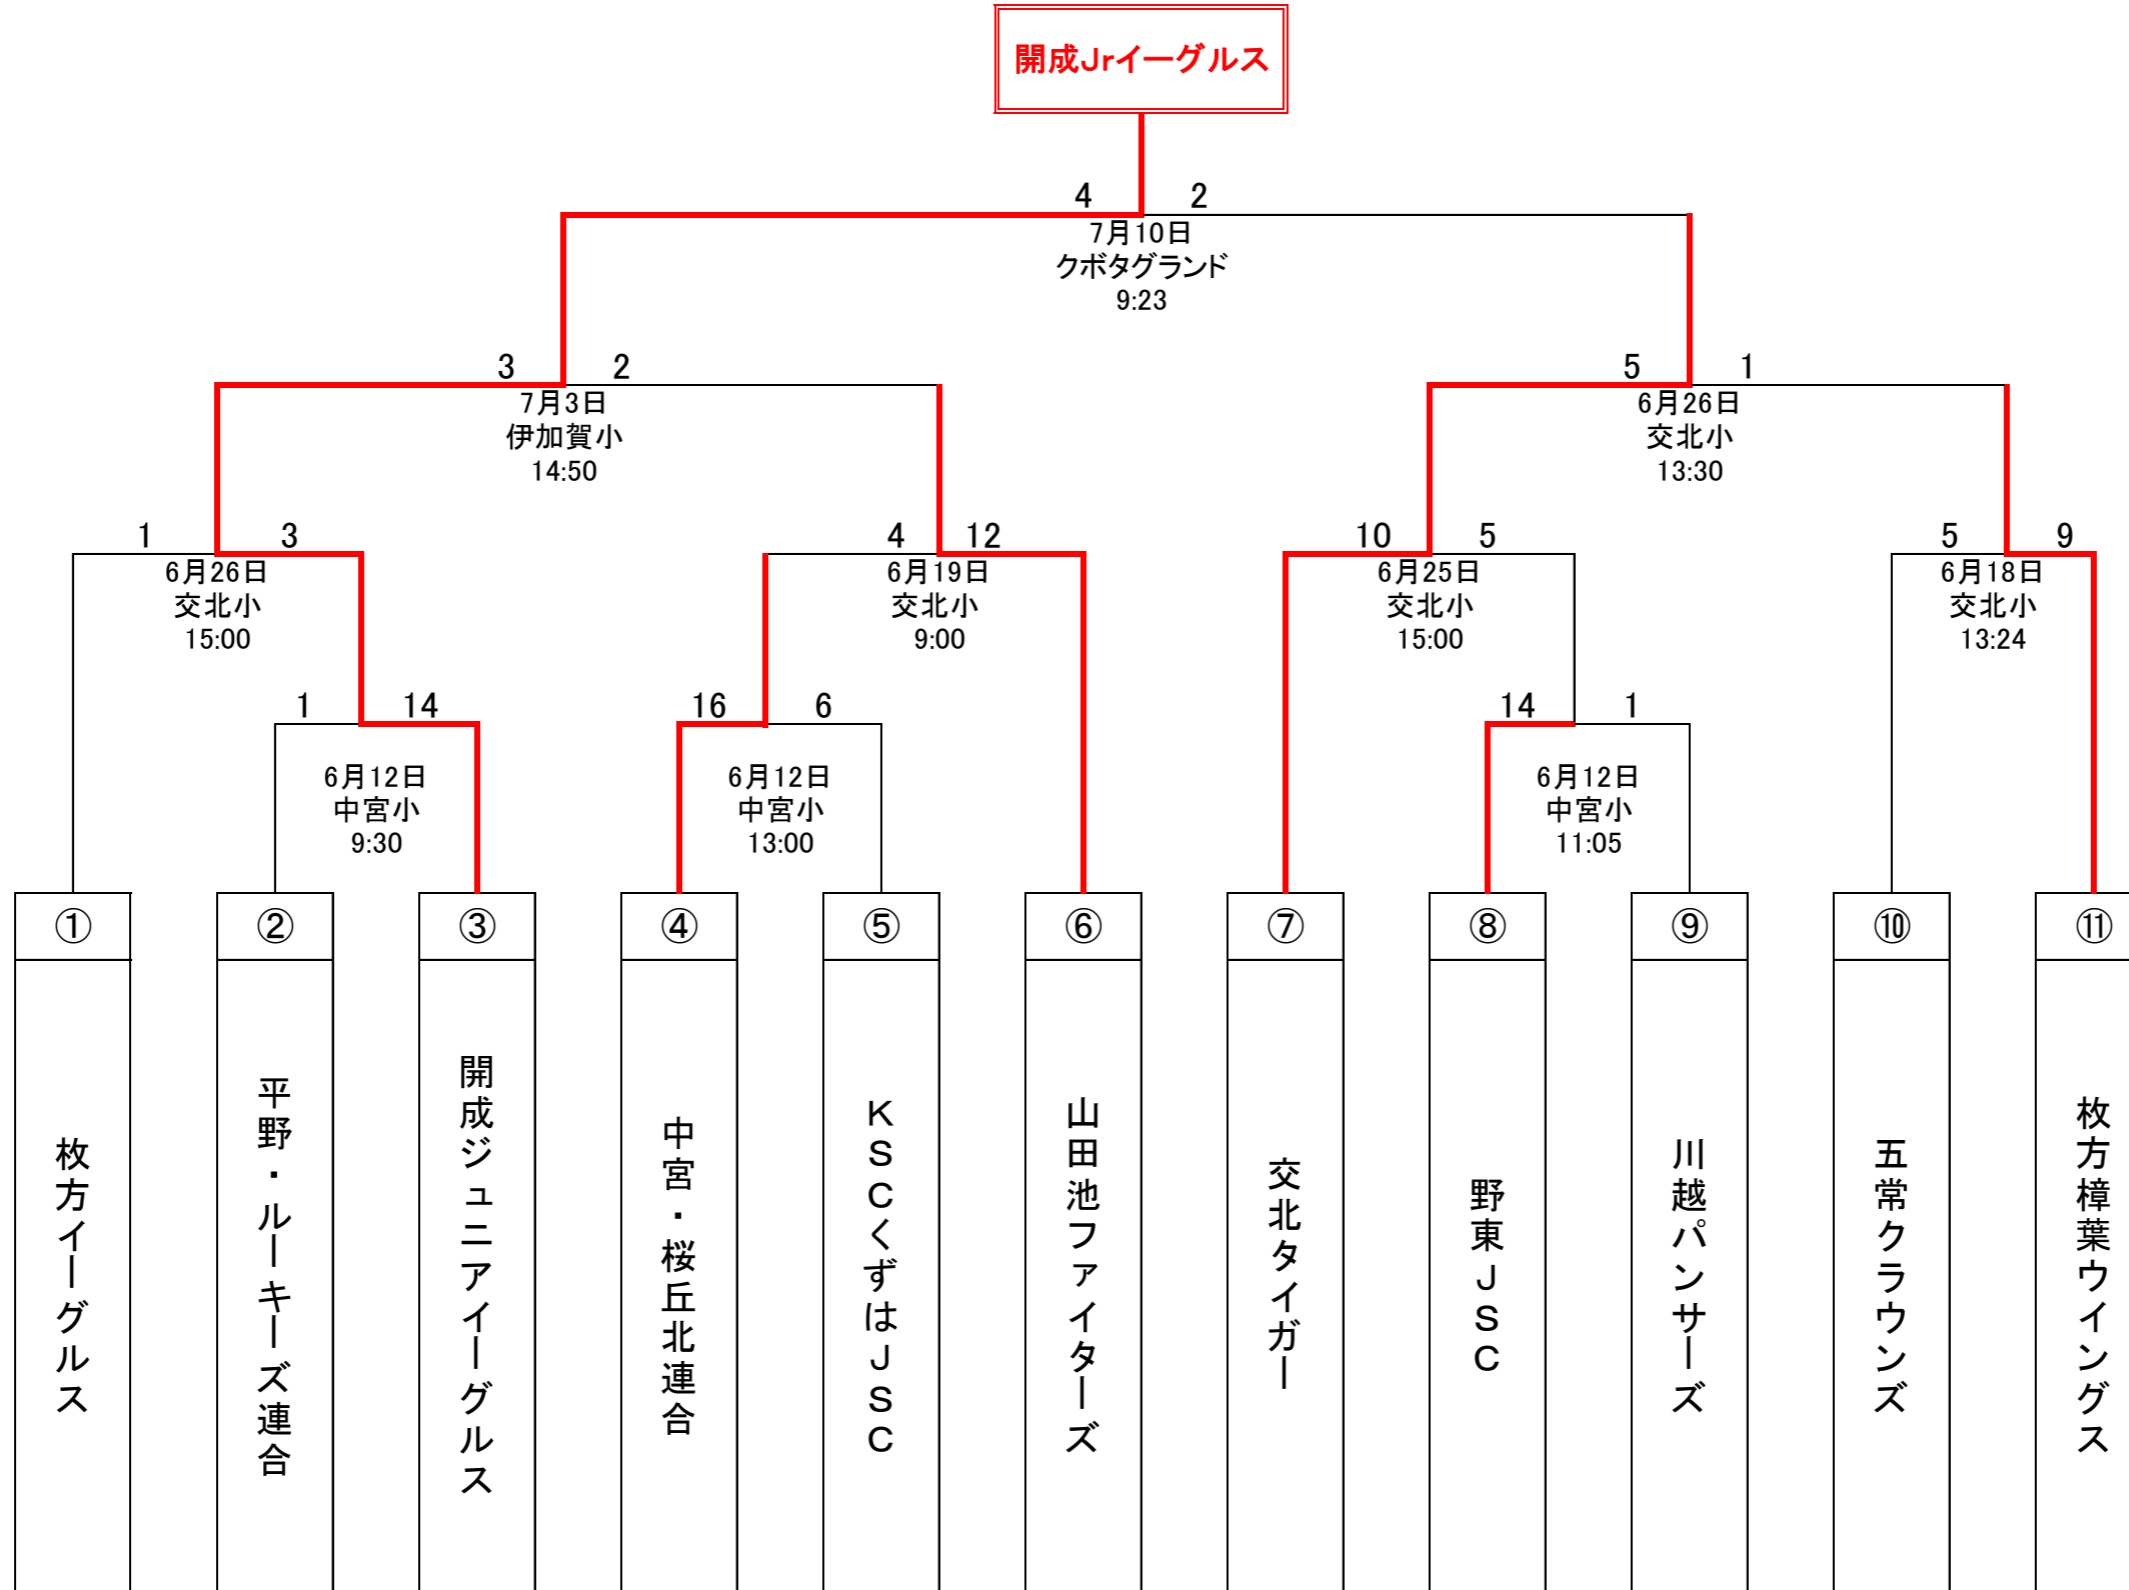 開成Jrイーグルス
4 2
7月10日
クボタグランド
9:23
3 2
7月3日
伊加賀小
14:50
5 1
6月26日
交北小
13:30
1 3
6月26日
交北小
15:00
4 12
6月19日
交北小
9:00
10 5
6月25日
交北小
15:00
5 9
6月18日
交北小
13:24
1 14
6月12日
中宮小
9:30
16 6
6月12日
中宮小
13:00
14 1
6月12日
中宮小
11:05
①
枚方イーグルス
②
平野・ルーキーズ連合
③
開成ジュニアイーグルス
④
中宮・桜丘北連合
⑤
KSCくずはJSC
⑥
山田池ファイターズ
⑦
交北タイガー
⑧
野東JSC
⑨
川越パンサーズ
⑩
五常クラウンズ
⑪
枚方樟葉ウイングス